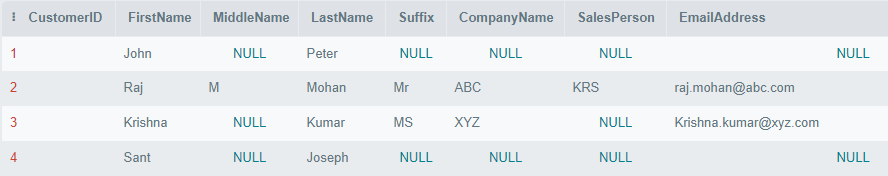 CustomerID FirstName MiddleName LastName Suffix CompanyName SalesPerson EmailAddress
1 John NULL Peter NULL NULL NULL NULL
2 Raj M Mohan Mr ABC KRS raj.mohan@abc.com
3 Krishna NULL Kumar MS XYZ NULL Krishna.kumar@xyz.com
4 Sant NULL Joseph NULL NULL NULL NULL